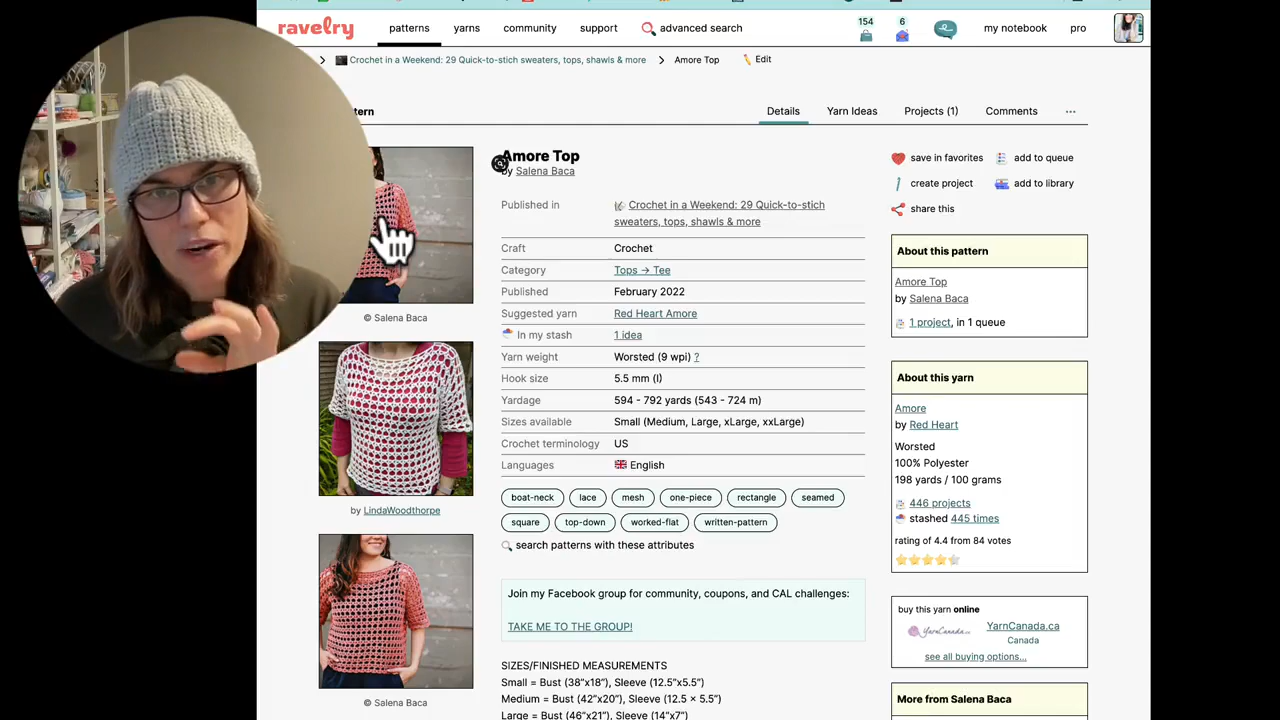 ravelry
patterns
yarns
community
support
advanced search
154
6
my notebook
pro
Crochet in a Weekend: 29 Quick-to-stich sweaters, tops, shawls & more
Amore Top
Edit
Details
Yarn Ideas
Projects (1)
Comments
...
Amore Top
by Salena Baca
Published in
Crochet in a Weekend: 29 Quick-to-stich
sweaters, tops, shawls & more
Craft
Crochet
Category
Tops → Tee
Published
February 2022
Suggested yarn
Red Heart Amore
In my stash
1 idea
Yarn weight
Worsted (9 wpi) ?
Hook size
5.5 mm (I)
Yardage
594 - 792 yards (543 - 724 m)
Sizes available
Small (Medium, Large, xLarge, xxLarge)
Crochet terminology
US
Languages
English
boat-neck
lace
mesh
one-piece
rectangle
seamed
square
top-down
worked-flat
written-pattern
search patterns with these attributes
Join my Facebook group for community, coupons, and CAL challenges:
TAKE ME TO THE GROUP!
SIZES/FINISHED MEASUREMENTS
Small = Bust (38"x18"), Sleeve (12.5"x5.5")
Medium = Bust (42"x20"), Sleeve (12.5 x 5.5")
Large = Bust (46"x21"), Sleeve (14"x7")
© Salena Baca
by LindaWoodthorpe
© Salena Baca
save in favorites
add to queue
create project
add to library
share this
About this pattern
Amore Top
by Salena Baca
1 project, in 1 queue
About this yarn
Amore
by Red Heart
Worsted
100% Polyester
198 yards / 100 grams
446 projects
stashed 445 times
rating of 4.4 from 84 votes
buy this yarn online
YarnCanada.ca
YarnCanada.ca
Canada
see all buying options...
More from Salena Baca